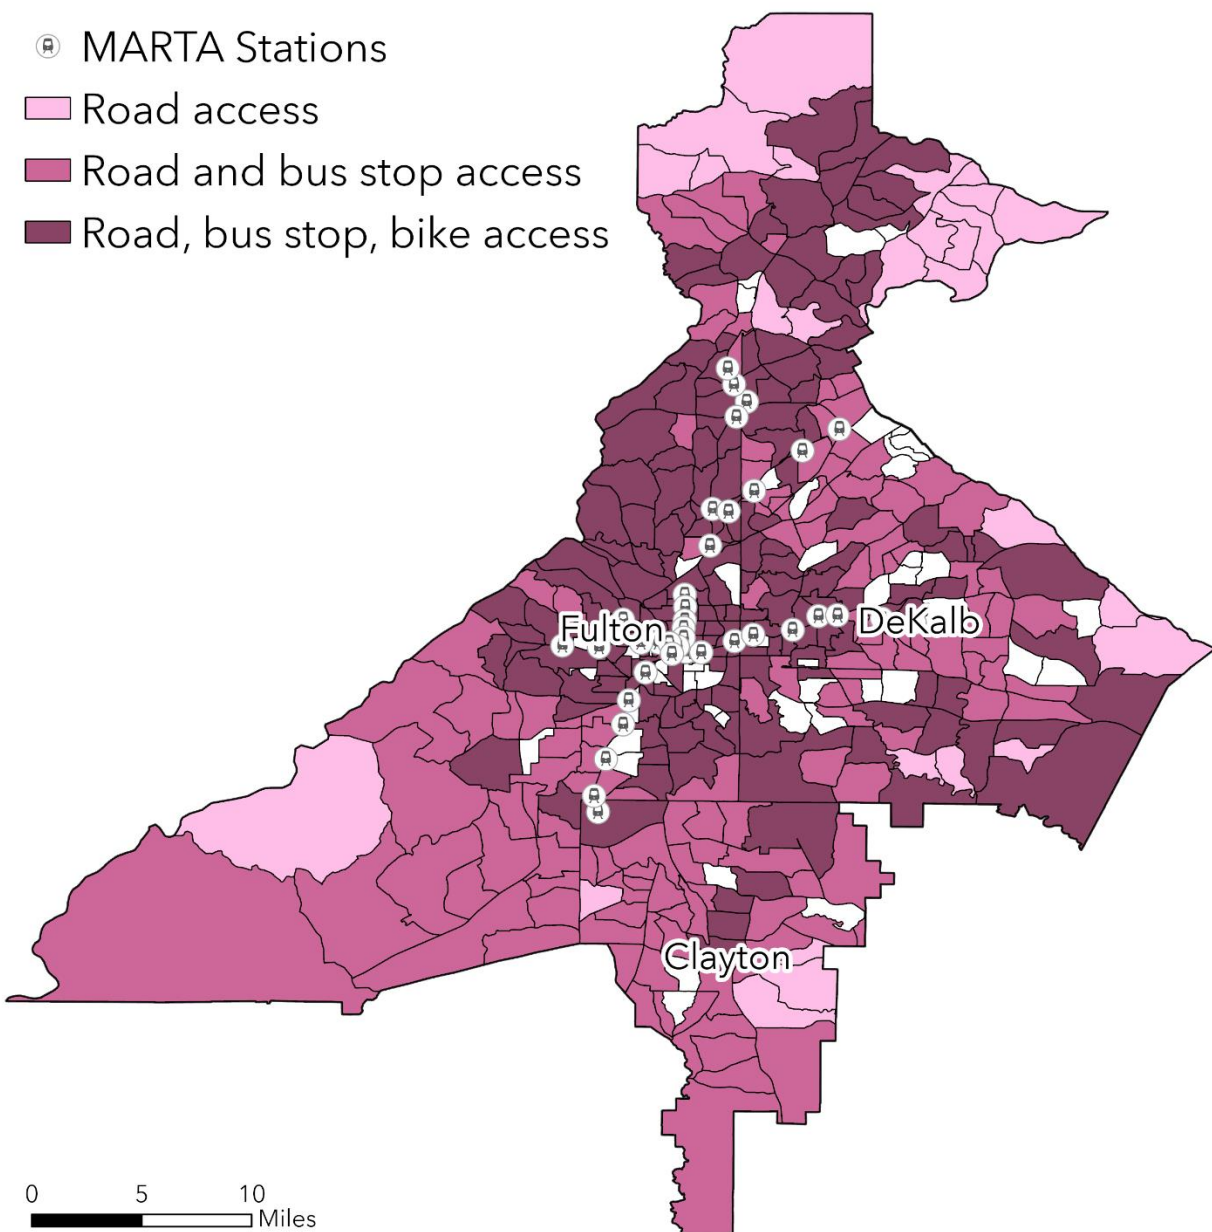 MARTA Stations
Road access
Road and bus stop access
Road, bus stop, bike access
Fulton
DeKalb
Clayton
0 5 10
Miles